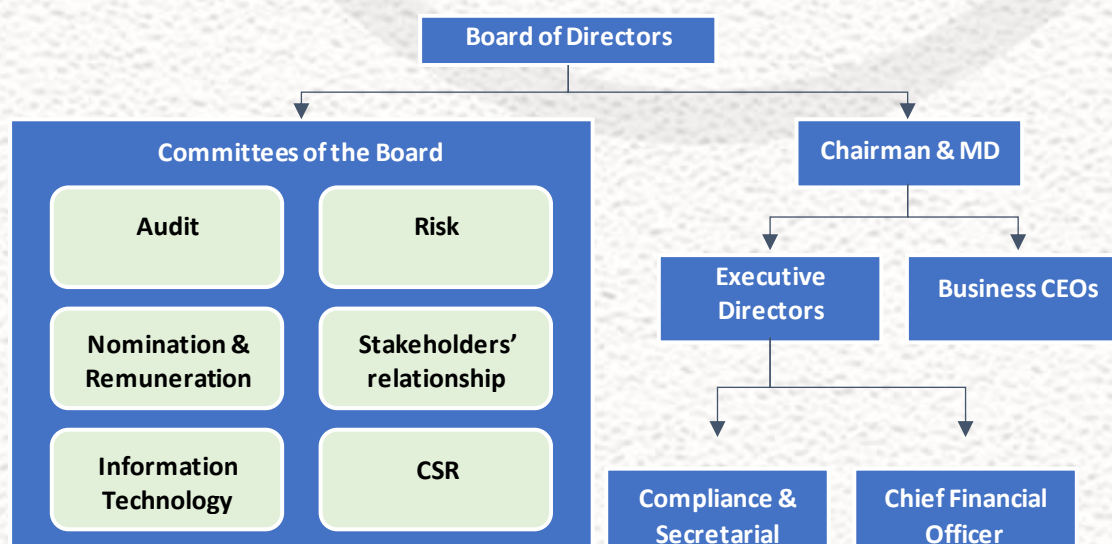 Board of Directors
Committees of the Board
Chairman & MD
Audit
Risk
Executive
Directors
Business CEOs
Nomination &
Remuneration
Stakeholders’
relationship
Information
Technology
CSR
Compliance &
Secretarial
Chief Financial
Officer